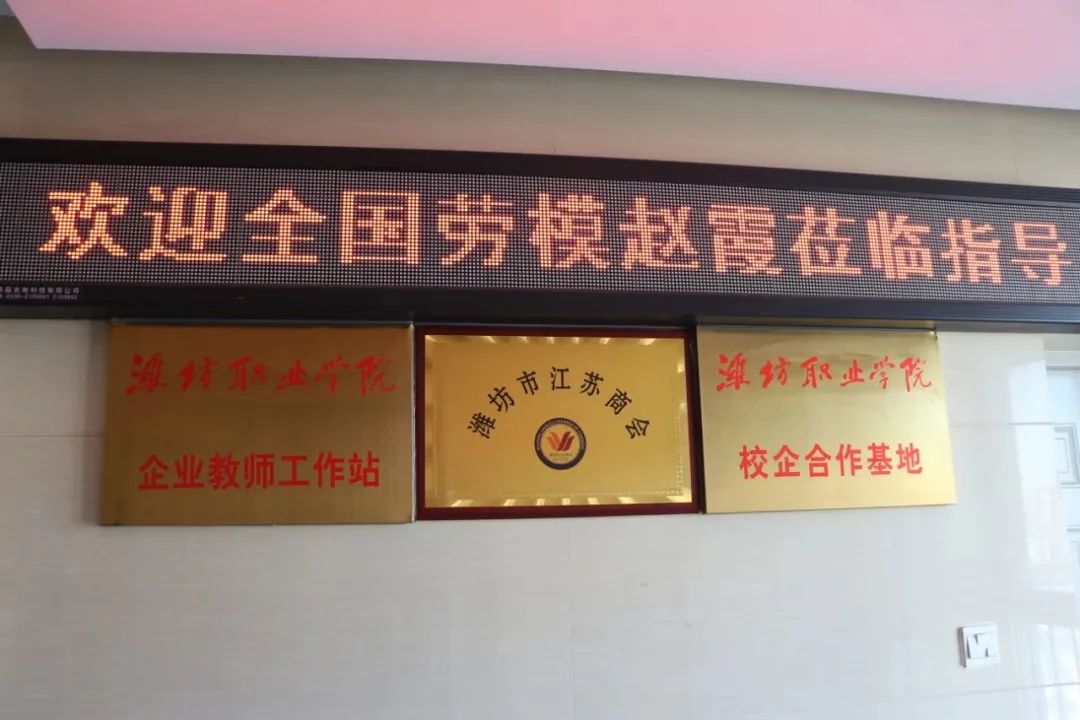 欢迎全国劳模赵霞莅临指导
潍坊职业学院
企业教师工作站
潍坊市江苏商会
潍坊职业学院
校企合作基地